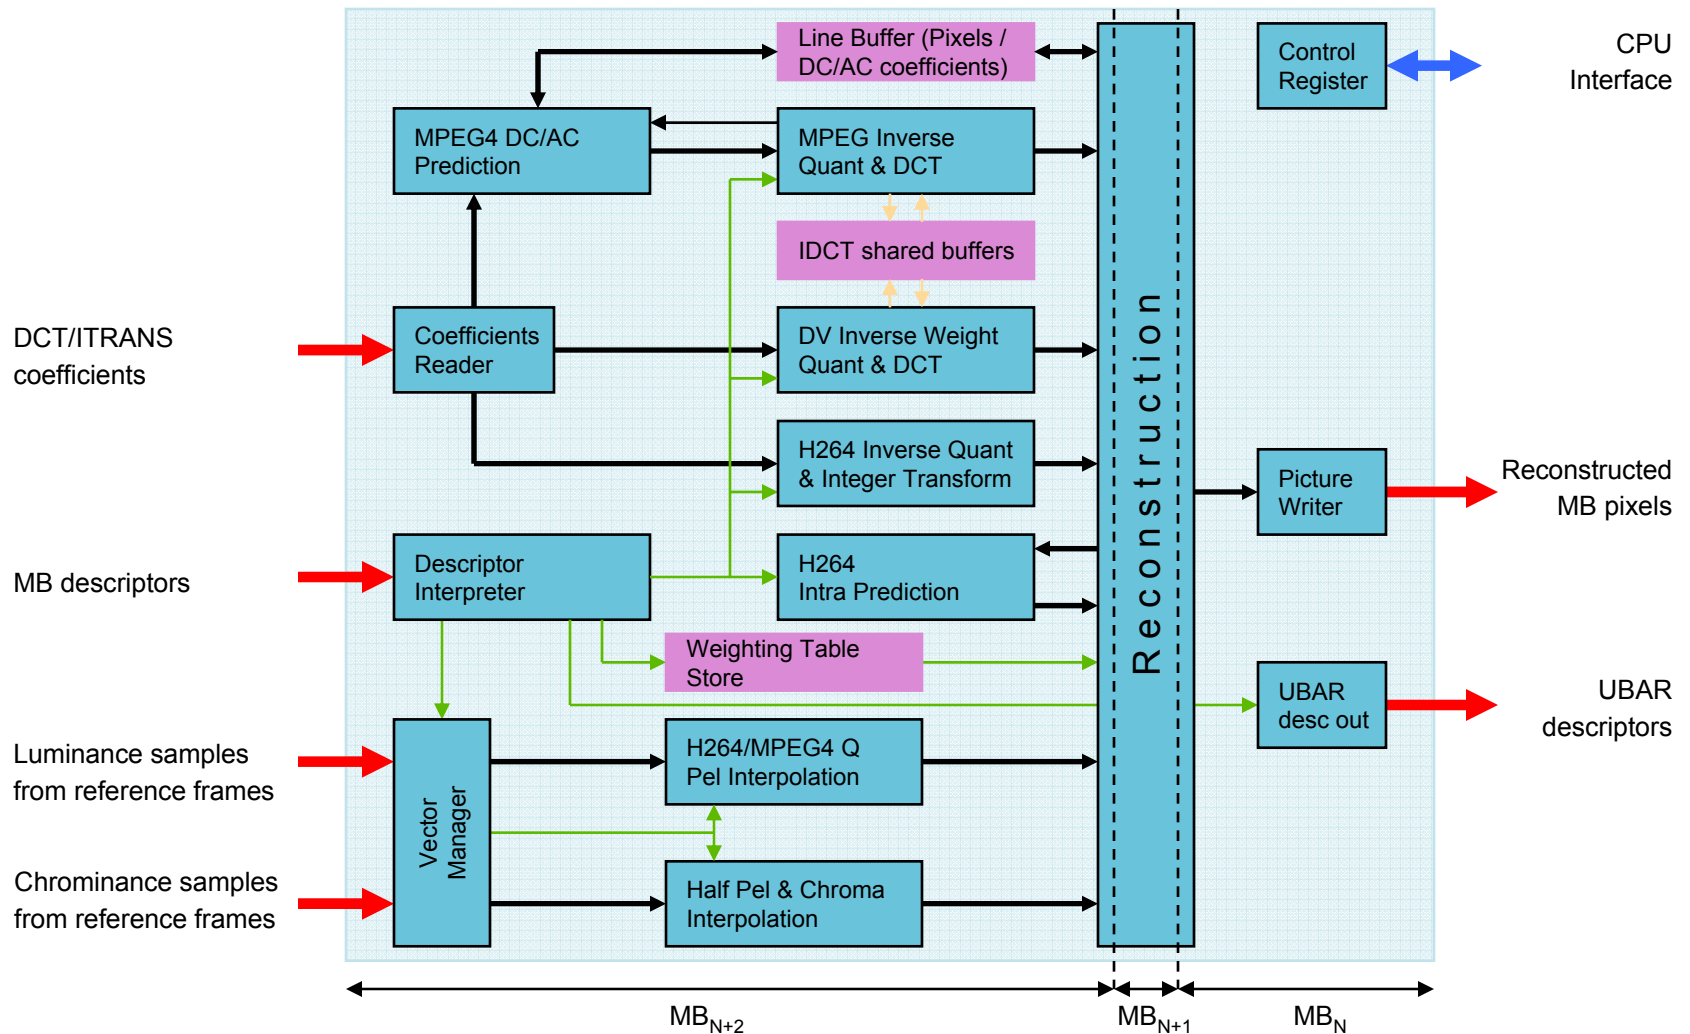 Line Buffer (Pixels /
DC/AC coefficients)
Control
Register
CPU
Interface
MPEG4 DC/AC
Prediction
MPEG Inverse
Quant & DCT
IDCT shared buffers
DCT/ITRANS
coefficients
Coefficients
Reader
DV Inverse Weight
Quant & DCT
H264 Inverse Quant
& Integer Transform
Reconstruction
Picture
Writer
Reconstructed
MB pixels
MB descriptors
Descriptor
Interpreter
H264
Intra Prediction
Weighting Table
Store
UBAR
desc out
UBAR
descriptors
Luminance samples
from reference frames
Vector
Manager
H264/MPEG4 Q
Pel Interpolation
Chrominance samples
from reference frames
Half Pel & Chroma
Interpolation
MB N+2
MB N+1
MB N